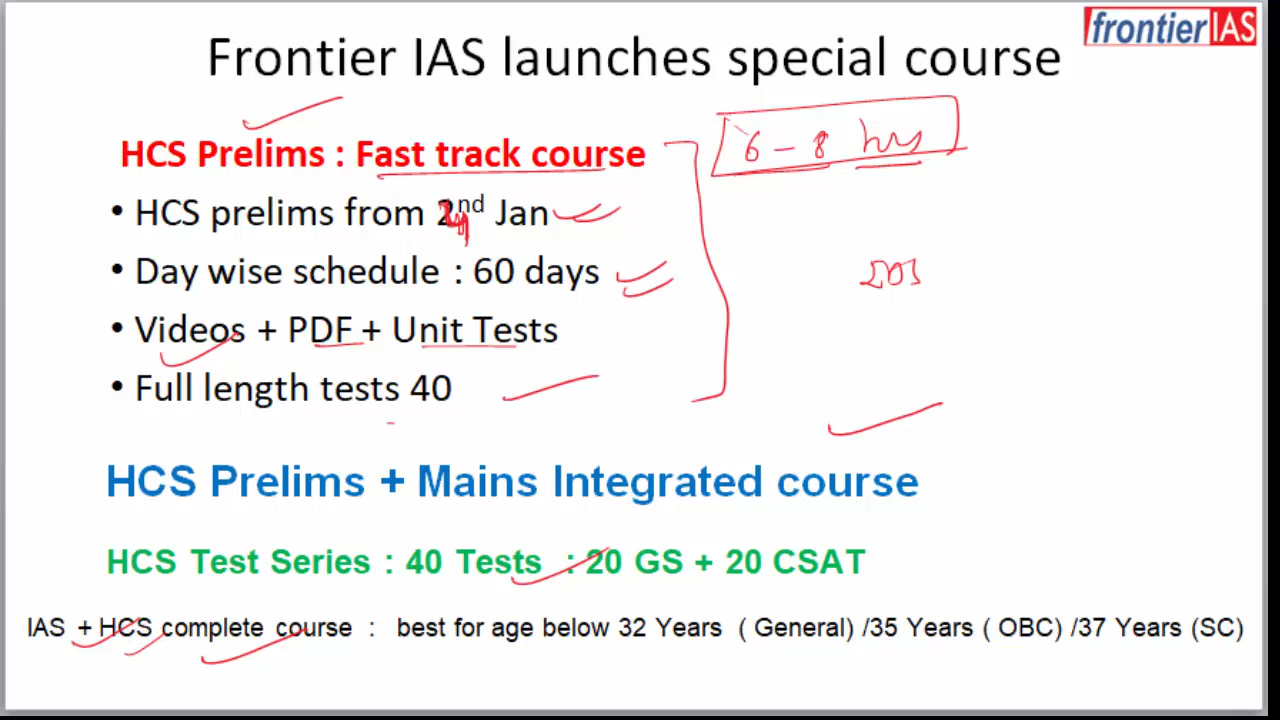 frontier IAS
Frontier IAS launches special course
6 - 8 hrs
HCS Prelims : Fast track course
• HCS prelims from 4nd Jan
• Day wise schedule : 60 days
• Videos + PDF + Unit Tests
• Full length tests 40
HCS Prelims + Mains Integrated course
HCS Test Series : 40 Tests : 20 GS + 20 CSAT
IAS + HCS complete course : best for age below 32 Years ( General) /35 Years ( OBC) /37 Years (SC)